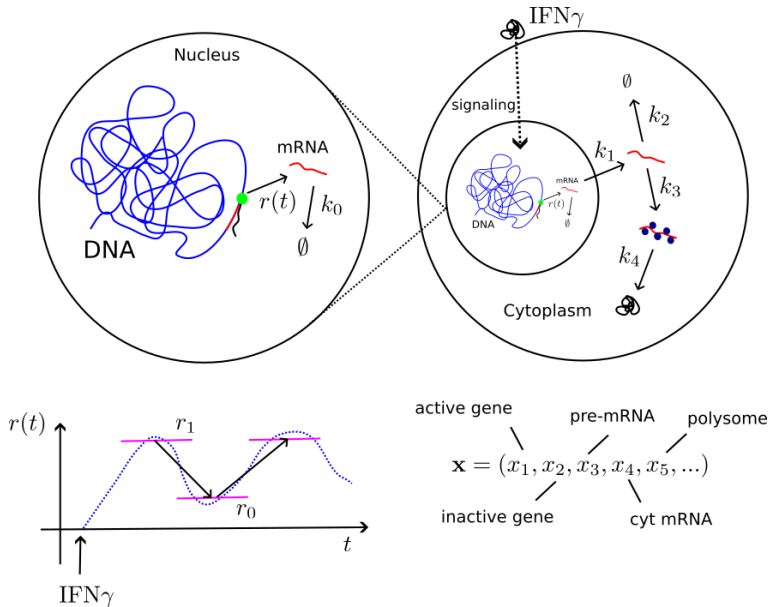 Nucleus
mRNA
r(t)
k₀
∅
DNA
IFNγ
signaling
∅
k₂
k₁
k₃
mRNA
r(t)
∅
DNA
k₄
Cytoplasm
r(t)
r₁
r₀
t
IFNγ
active gene
pre-mRNA
polysome
x = (x₁, x₂, x₃, x₄, x₅, ...)
inactive gene
cyt mRNA